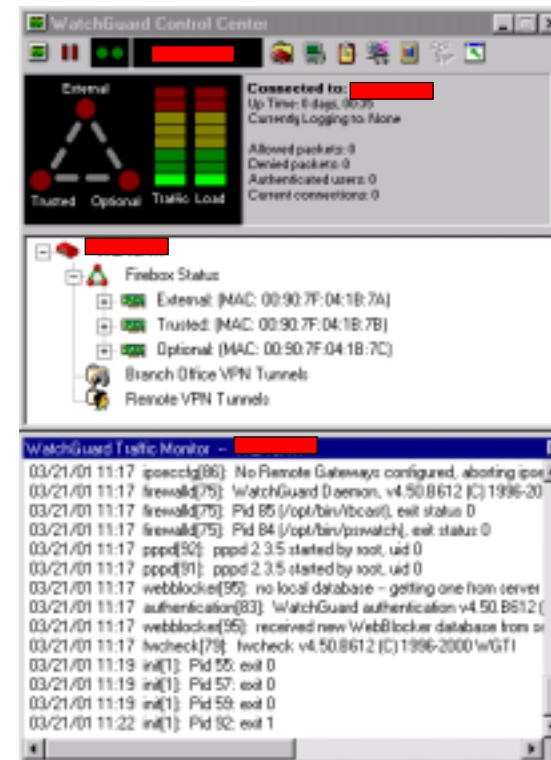 WatchGuard Control Center
External
Trusted
Optional
Traffic
Load
Connected to:
Up Time: 0 days, 00:05
Currently Logging to: None
Allowed packets: 0
Denied packets: 0
Authenticated users: 0
Current connections: 0
Firebox Status
External: (MAC: 00:90:7F:04:1B:7A)
Trusted: (MAC: 00:90:7F:04:1B:7B)
Optional: (MAC: 00:90:7F:04:1B:7C)
Branch Office VPN Tunnels
Remote VPN Tunnels
WatchGuard Traffic Monitor --
03/21/01 11:17 ipseccfg[86]: No Remote Gateways configured, aborting ipse
03/21/01 11:17 firewalld[75]: WatchGuard Daemon, v4.50.B612 (C) 1996-20
03/21/01 11:17 firewalld[75]: Pid 85 (/opt/bin/tbcast), exit status 0
03/21/01 11:17 firewalld[75]: Pid 84 (/opt/bin/pswatch), exit status 0
03/21/01 11:17 pppd[92]: pppd 2.3.5 started by root, uid 0
03/21/01 11:17 pppd[91]: pppd 2.3.5 started by root, uid 0
03/21/01 11:17 webblocker[95]: no local database -- getting one from server
03/21/01 11:17 authentication[83]: WatchGuard authentication v4.50.B612 (
03/21/01 11:17 webblocker[95]: received new WebBlocker database from se
03/21/01 11:17 fwcheck[79]: fwcheck v4.50.B612 (C) 1996-2000 WGTI
03/21/01 11:19 init[1]: Pid 55: exit 0
03/21/01 11:19 init[1]: Pid 57: exit 0
03/21/01 11:19 init[1]: Pid 59: exit 0
03/21/01 11:22 init[1]: Pid 92: exit 1